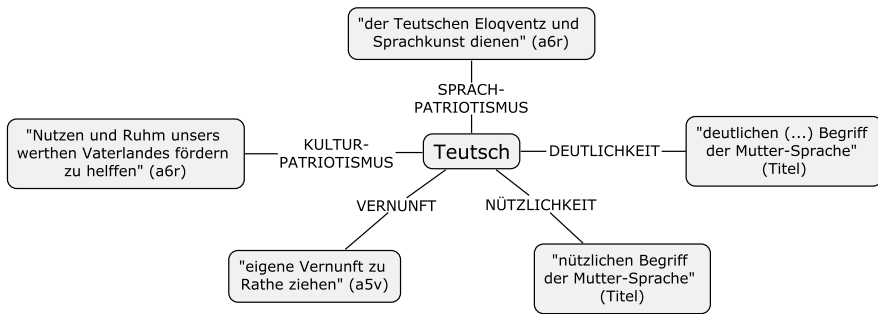 "der Teutschen Eloqventz und
Sprachkunst dienen" (a6r)
SPRACH-
PATRIOTISMUS
"Nutzen und Ruhm unsers
werthen Vaterlandes fördern
zu helffen" (a6r)
KULTUR-
PATRIOTISMUS
Teutsch
DEUTLICHKEIT
"deutlichen (...) Begriff
der Mutter-Sprache"
(Titel)
VERNUNFT
NÜTZLICHKEIT
"eigene Vernunft zu
Rathe ziehen" (a5v)
"nützlichen Begriff
der Mutter-Sprache"
(Titel)